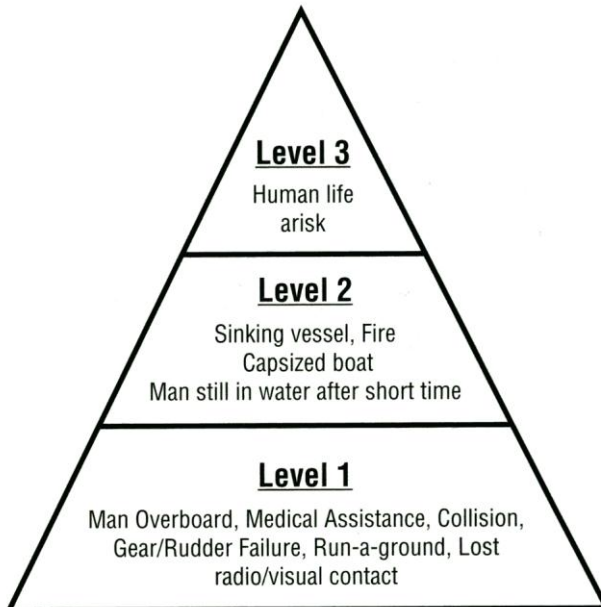 Level 3
Human life
arisk
Level 2
Sinking vessel, Fire
Capsized boat
Man still in water after short time
Level 1
Man Overboard, Medical Assistance, Collision,
Gear/Rudder Failure, Run-a-ground, Lost
radio/visual contact